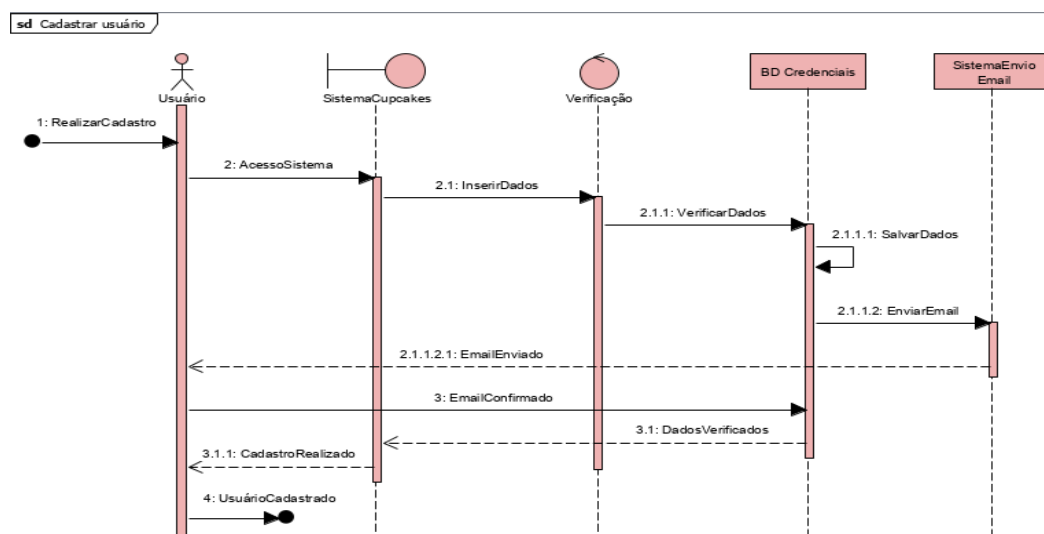 sd Cadastrar usuário
Usuário
SistemaCupcakes
Verificação
BD Credenciais
SistemaEnvio
Email
1: RealizarCadastro
2: AcessoSistema
2.1: InserirDados
2.1.1: VerificarDados
2.1.1.1: SalvarDados
2.1.1.2: EnviarEmail
2.1.1.2.1: EmailEnviado
3: EmailConfirmado
3.1: DadosVerificados
3.1.1: CadastroRealizado
4: UsuárioCadastrado